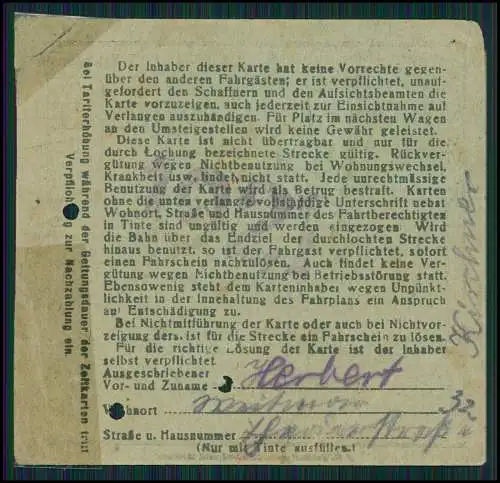 Der Inhaber dieser Karte hat keine Vorrechte gegen-
über den anderen Fahrgästen; er ist verpflichtet, unauf-
gefordert den Schaffnern und den Aufsichtsbeamten die
Karte vorzuzeigen, auch jederzeit zur Einsichtnahme auf
Verlangen auszuhändigen. Für Platz im nächsten Wagen
an den Umsteigestellen wird keine Gewähr geleistet.
Diese Karte ist nicht übertragbar und nur für die
durch Lochung bezeichnete Strecke gültig. Rückver-
gütung wegen Nichtbenutzung bei Wohnungswechsel,
Krankheit usw. findet nicht statt. Jede unrechtmässige
Benutzung der Karte wird als Betrug bestraft. Karten
ohne die unten verlangte vollständige Unterschrift nebst
Wohnort, Straße und Hausnummer des Fahrtberechtigten
in Tinte sind ungültig und werden eingezogen. Wird
die Bahn über das Endziel der durchlochten Strecke
hinaus benutzt, so ist der Fahrgast verpflichtet, sofort
einen Fahrschein nachzulösen. Auch findet keine Ver-
gütung wegen Nichtbenutzung bei Betriebsstörung statt.
Ebensowenig steht dem Karteninhaber wegen Unpünkt-
lichkeit in der Innehaltung des Fahrplans ein Anspruch
auf Entschädigung zu.
Bei Nichtmitführung der Karte oder auch bei Nichtvor-
zeigung ders. ist für die Strecke ein Fahrschein zu lösen.
Für die richtige Lösung der Karte ist der Inhaber
selbst verpflichtet.
Ausgeschriebener
Vor- und Zuname Herbert
Wohnort
Straße u. Hausnummer 32
(Nur mit Tinte ausfüllen!)
Bei Tariferhöhung während der Geltungsdauer der Zeitkarten tritt
Verpflichtung zur Nachzahlung ein.